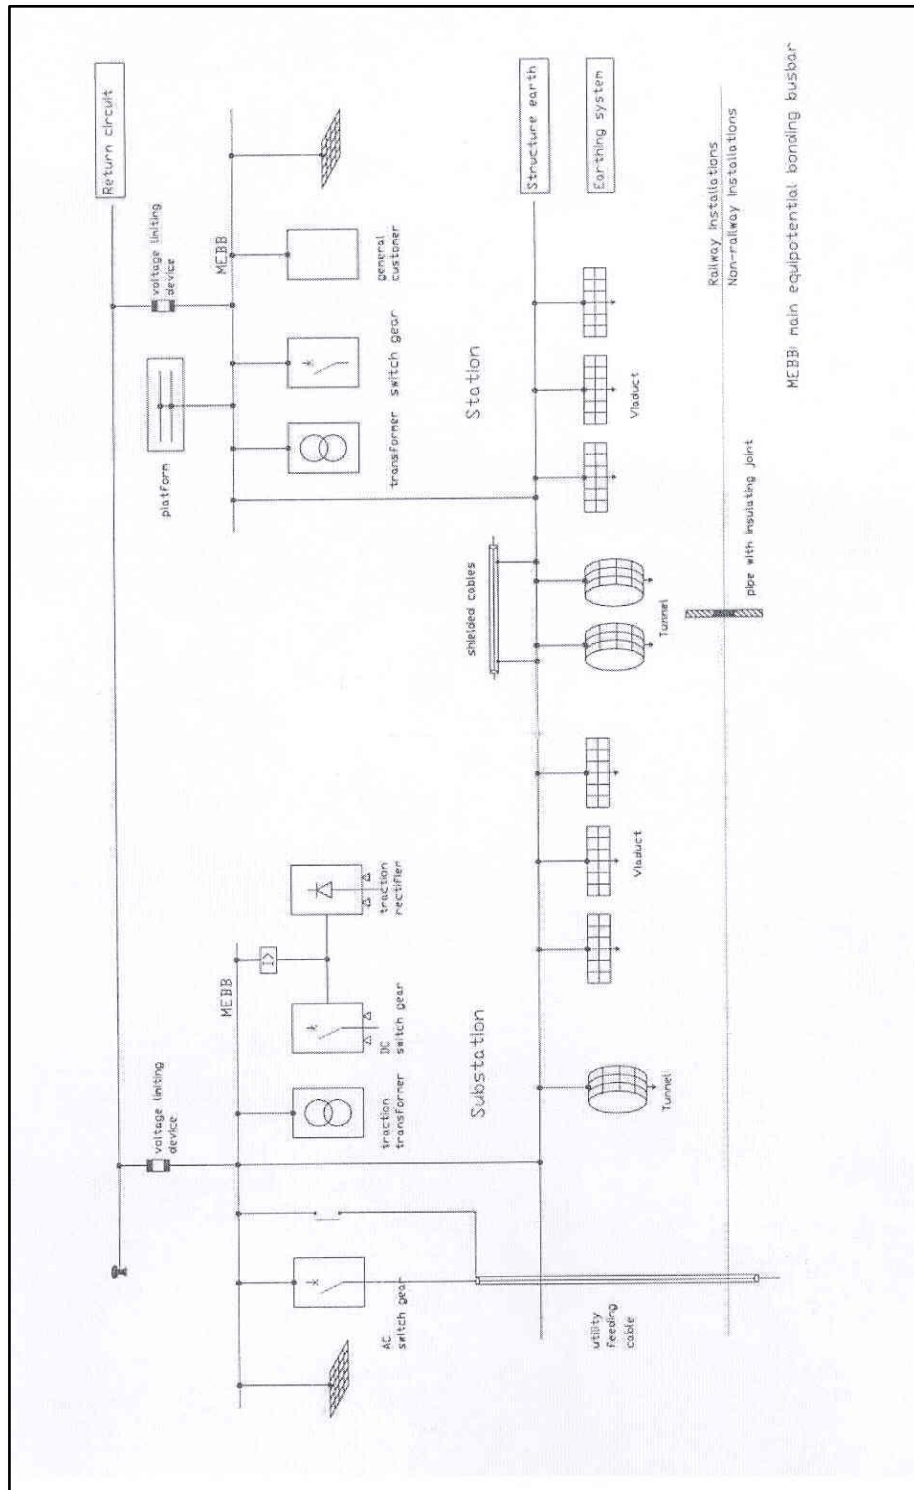 Return circuit
voltage limiting
device
voltage limiting
device
platform
MEBB
MEBB
AC
switch gear
traction
transformer
DC
switch gear
I>
traction
rectifier
transformer
switch gear
general
customer
Substation
Station
shielded cables
Structure earth
Earthing system
utility
feeding
cable
Tunnel
Viaduct
Tunnel
Viaduct
Railway Installations
Non-railway Installations
pipe with insulating joint
MEBB: main equipotential bonding busbar